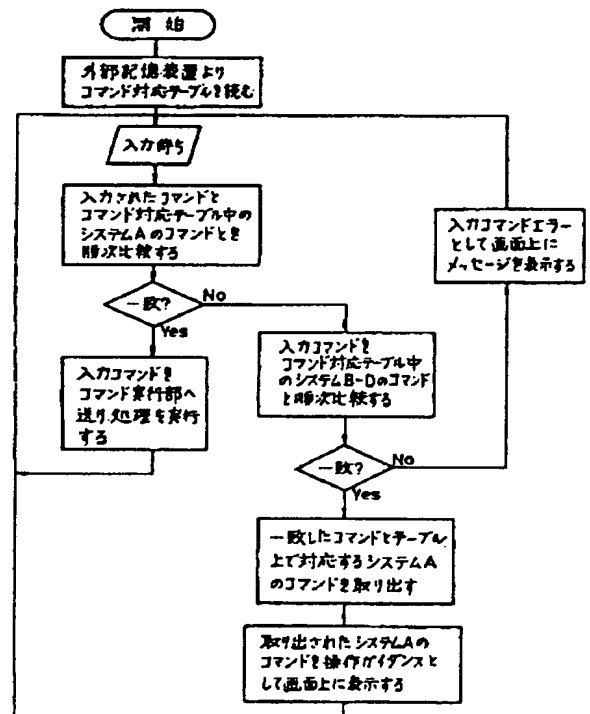 開始
外部記憶装置より
コマンド対応テーブルを読む
入力待ち
入力されたコマンドと
コマンド対応テーブル中の
システムAのコマンドとを
順次比較する
一致?
No
Yes
入力コマンドを
コマンド実行部へ
送り、処理を実行
する
入力コマンドを
コマンド対応テーブル中
のシステムB-Dのコマンド
と順次比較する
一致?
No
Yes
入力コマンドエラー
として画面上に
メッセージを表示する
一致したコマンドとテーブル
上で対応するシステムA
のコマンドを取り出す
取り出されたシステムAの
コマンドを操作ガイダンスと
して画面上に表示する